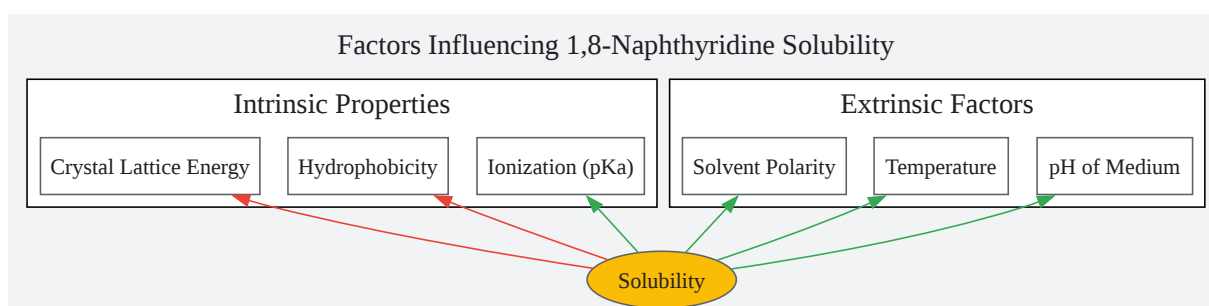 Factors Influencing 1,8-Naphthyridine Solubility
Intrinsic Properties
Crystal Lattice Energy
Hydrophobicity
Ionization (pKa)
Extrinsic Factors
Solvent Polarity
Temperature
pH of Medium
Solubility